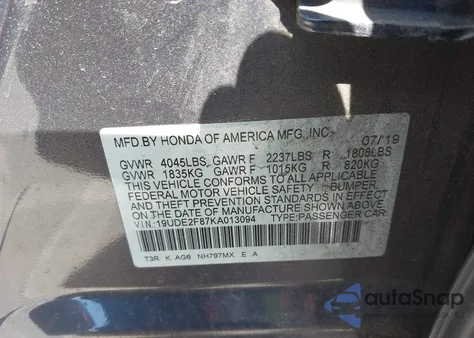 MFD.BY HONDA OF AMERICA MFG.,INC. 07/19
GVWR 4045LBS, GAWR F 2237LBS R 1808LBS
GVWR 1835KG GAWR F 1015KG R 820KG
THIS VEHICLE CONFORMS TO ALL APPLICABLE
FEDERAL MOTOR VEHICLE SAFETY BUMPER,
AND THEFT PREVENTION STANDARDS IN EFFECT
ON THE DATE OF MANUFACTURE SHOWN ABOVE.
V.I.N:19UDE2F87KA013094 TYPE:PASSENGER CAR
T3R K AG6 NH797MX E A
autoSnap
POWERED BY